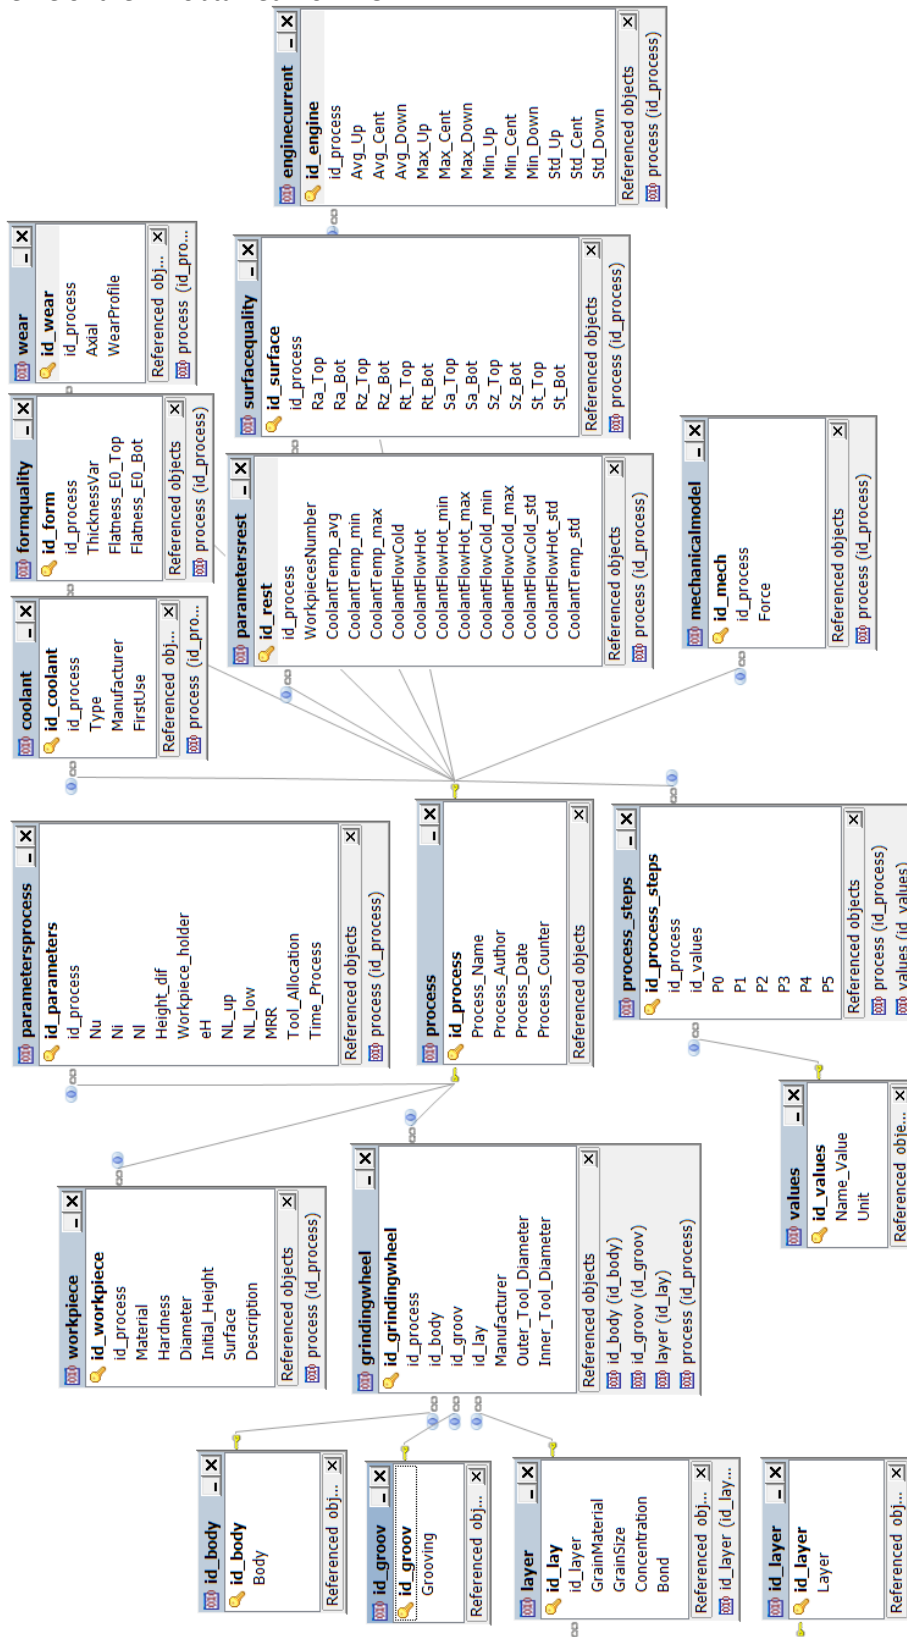 workpiece
id_workpiece
id_process
Material
Hardness
Diameter
Initial_Height
Surface
Description
Referenced objects
process (id_process)
parametersprocess
id_parameters
id_process
Nu
Ni
Nl
Height_dif
Workpiece_holder
eH
NL_up
NL_low
MRR
Tool_Allocation
Time_Process
Referenced objects
process (id_process)
coolant
id_coolant
id_process
Type
Manufacturer
FirstUse
Referenced obj...
process (id_pro...
formquality
id_form
id_process
ThicknessVar
Flatness_E0_Top
Flatness_E0_Bot
Referenced objects
process (id_process)
wear
id_wear
id_process
Axial
WearProfile
Referenced obj...
process (id_pro...
id_body
id_body
Body
Referenced obj...
id_groov
id_groov
Grooving
Referenced obj...
layer
id_lay
id_layer
GrainMaterial
GrainSize
Concentration
Bond
Referenced obj...
id_layer (id_lay...
id_layer
id_layer
Layer
Referenced obj...
grindingwheel
id_grindingwheel
id_process
id_body
id_groov
id_lay
Manufacturer
Outer_Tool_Diameter
Inner_Tool_Diameter
Referenced objects
id_body (id_body)
id_groov (id_groov)
layer (id_lay)
process (id_process)
process
id_process
Process_Name
Process_Author
Process_Date
Process_Counter
Referenced objects
parametersrest
id_rest
id_process
WorkpiecesNumber
CoolantTemp_avg
CoolantTemp_min
CoolantTemp_max
CoolantFlowCold
CoolantFlowHot
CoolantFlowHot_min
CoolantFlowHot_max
CoolantFlowCold_min
CoolantFlowCold_max
CoolantFlowCold_std
CoolantFlowHot_std
CoolantTemp_std
Referenced objects
process (id_process)
surfacequality
id_surface
id_process
Ra_Top
Ra_Bot
Rz_Top
Rz_Bot
Rt_Top
Rt_Bot
Sa_Top
Sa_Bot
Sz_Top
Sz_Bot
St_Top
St_Bot
Referenced objects
process (id_process)
enginecurrent
id_engine
id_process
Avg_Up
Avg_Cent
Avg_Down
Max_Up
Max_Cent
Max_Down
Min_Up
Min_Cent
Min_Down
Std_Up
Std_Cent
Std_Down
Referenced objects
process (id_process)
values
id_values
Name_Value
Unit
Referenced obje...
process_steps
id_process_steps
id_process
id_values
P0
P1
P2
P3
P4
P5
Referenced objects
process (id_process)
values (id_values)
mechanicalmodel
id_mech
id_process
Force
Referenced objects
process (id_process)